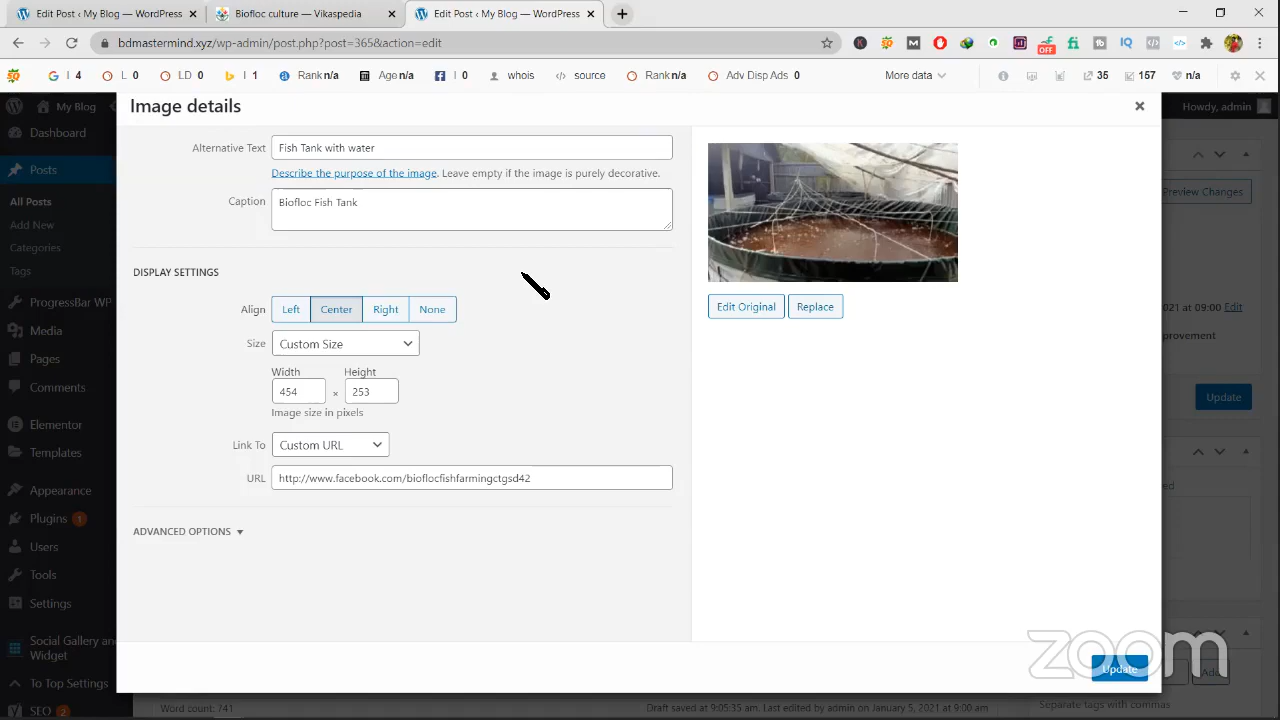 Edit Post ‹ My Blog — WordPress
Biofloc culture — Vikaspedia
Edit Post ‹ My Blog — WordPress
bdmastermind.xyz/wp-admin/post.php?post=365&action=edit
OFF
I 4
L 0
LD 0
I 1
Rank n/a
Age n/a
I 0
whois
source
Rank n/a
Adv Disp Ads 0
More data
35
157
n/a
My Blog
Howdy, admin
Image details
Dashboard
Posts
All Posts
Add New
Categories
Tags
ProgressBar WP
Media
Pages
Comments
Elementor
Templates
Appearance
Plugins 1
Users
Tools
Settings
Social Gallery and
Widget
To Top Settings
SEO
Alternative Text
Fish Tank with water
Describe the purpose of the image. Leave empty if the image is purely decorative.
Caption
Biofloc Fish Tank
DISPLAY SETTINGS
Align
Left
Center
Right
None
Size
Custom Size
Width
Height
454
×
253
Image size in pixels
Link To
Custom URL
URL
http://www.facebook.com/bioflocfishfarmingctgsd42
ADVANCED OPTIONS
Edit Original
Replace
Update
Preview Changes
2021 at 09:00 Edit
Update
Add
Separate tags with commas
Word count: 741
Draft saved at 9:05:35 am. Last edited by admin on January 5, 2021 at 9:00 am
zoom